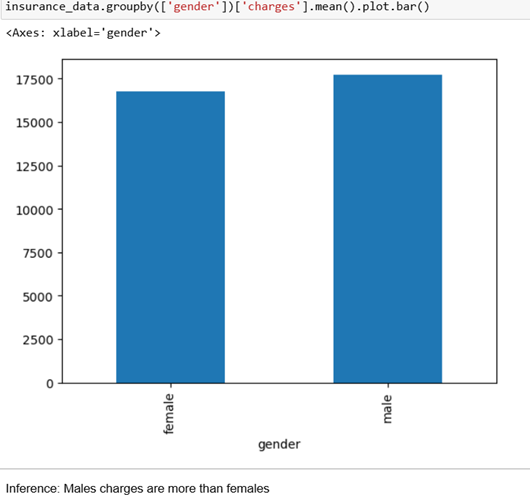 insurance_data.groupby(['gender'])['charges'].mean().plot.bar()
<Axes: xlabel='gender'>
17500
15000
12500
10000
7500
5000
2500
0
female
male
gender
Inference: Males charges are more than females